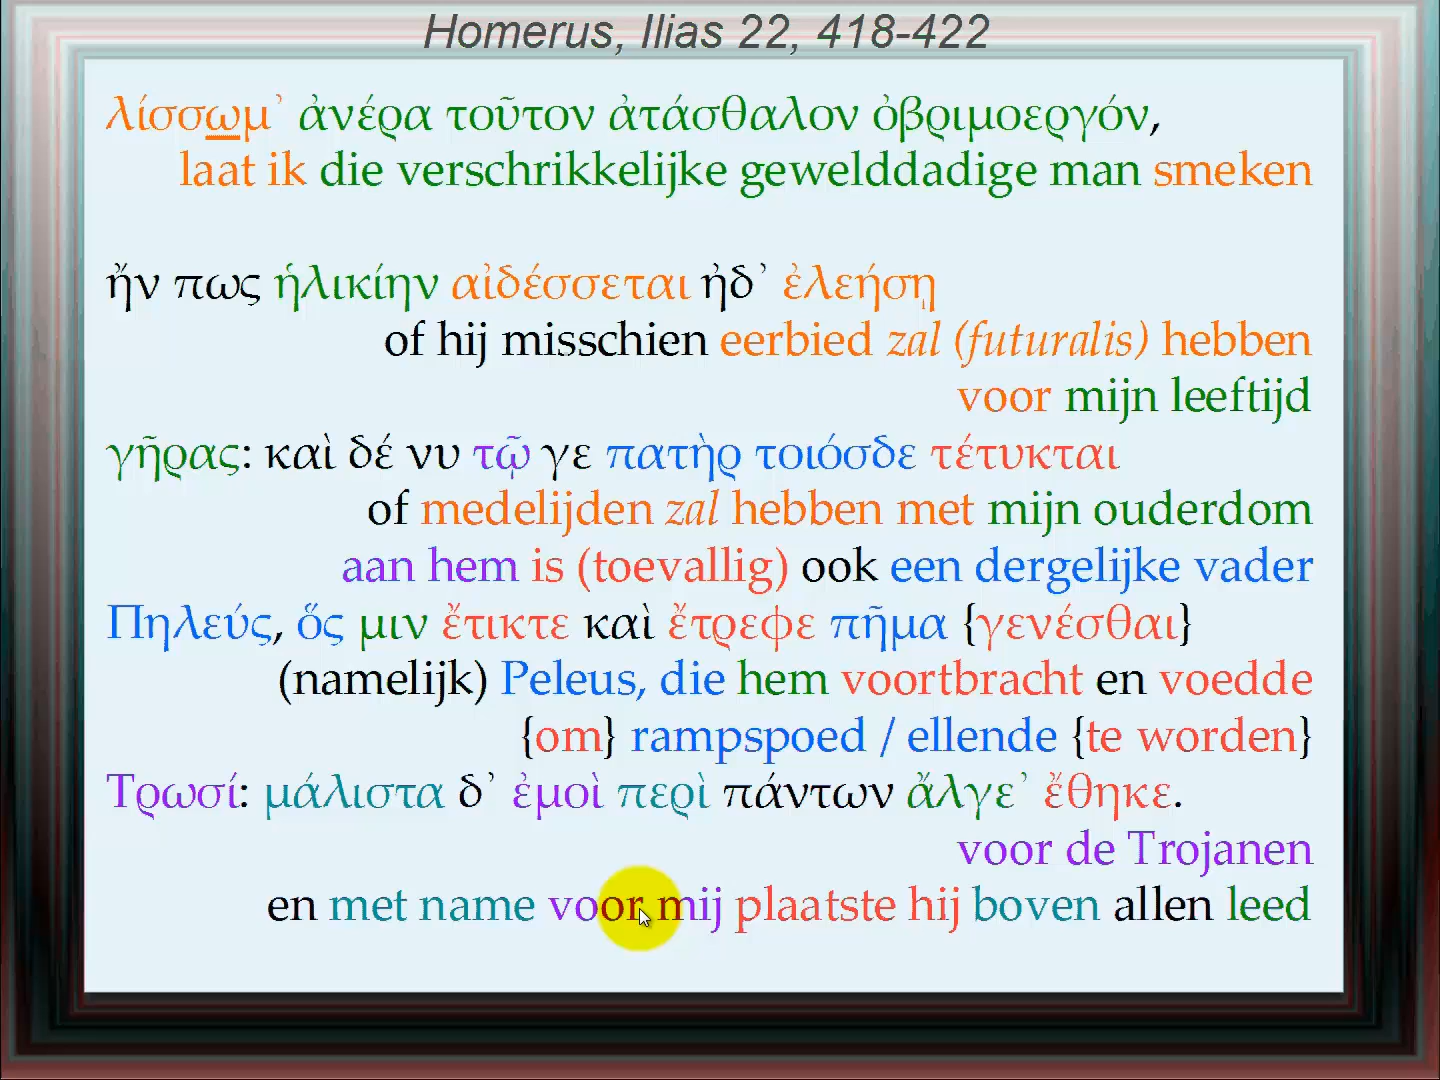 Homerus, Ilias 22, 418-422
λίσσωμ᾽ ἀνέρα τοῦτον ἀτάσθαλον ὀβριμοεργόν,
laat ik die verschrikkelijke gewelddadige man smeken
ἤν πως ἡλικίην αἰδέσσεται ἠδ᾽ ἐλεήσῃ
of hij misschien eerbied zal (futuralis) hebben
voor mijn leeftijd
γῆρας: καὶ δέ νυ τῷ γε πατὴρ τοιόσδε τέτυκται
of medelijden zal hebben met mijn ouderdom
aan hem is (toevallig) ook een dergelijke vader
Πηλεύς, ὅς μιν ἔτικτε καὶ ἔτρεφε πῆμα {γενέσθαι}
(namelijk) Peleus, die hem voortbracht en voedde
{om} rampspoed / ellende {te worden}
Τρωσί: μάλιστα δ᾽ ἐμοὶ περὶ πάντων ἄλγε᾽ ἔθηκε.
voor de Trojanen
en met name voor mij plaatste hij boven allen leed